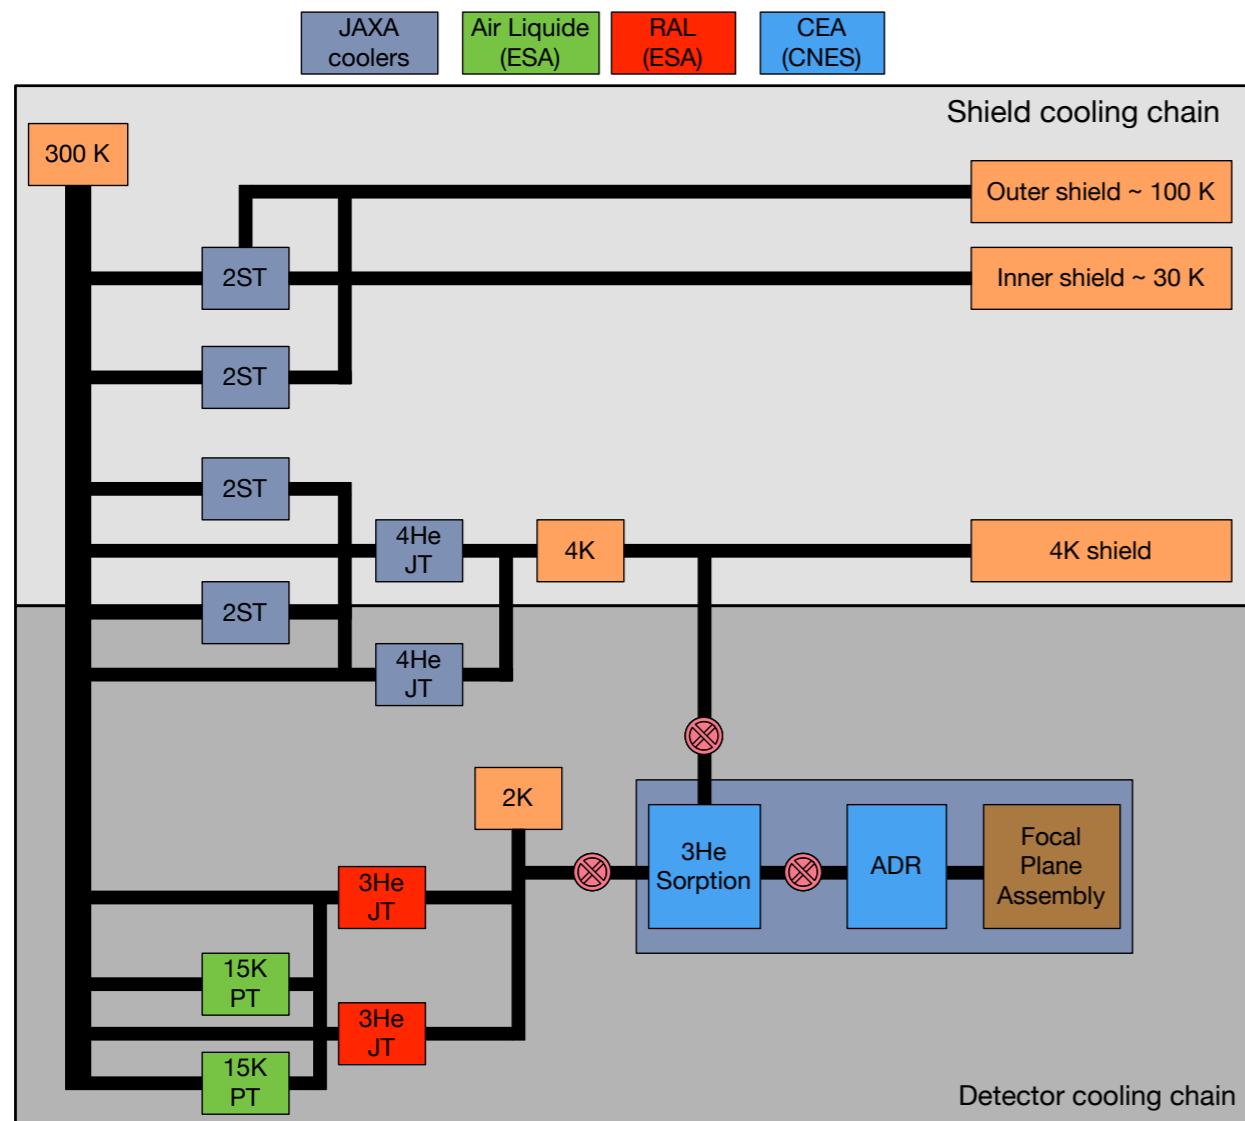 JAXA
coolers
Air Liquide
(ESA)
RAL
(ESA)
CEA
(CNES)
Shield cooling chain
300 K
Outer shield ~ 100 K
2ST
Inner shield ~ 30 K
2ST
2ST
4He
JT
4K
4K shield
2ST
4He
JT
2K
3He
Sorption
ADR
Focal
Plane
Assembly
3He
JT
15K
PT
3He
JT
15K
PT
Detector cooling chain